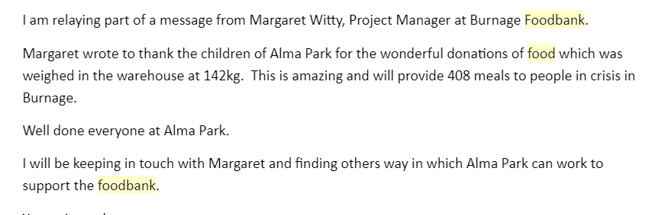 I am relaying part of a message from Margaret Witty, Project Manager at Burnage Foodbank.
Margaret wrote to thank the children of Alma Park for the wonderful donations of food which was
weighed in the warehouse at 142kg.  This is amazing and will provide 408 meals to people in crisis in
Burnage.
Well done everyone at Alma Park.
I will be keeping in touch with Margaret and finding others way in which Alma Park can work to
support the foodbank.